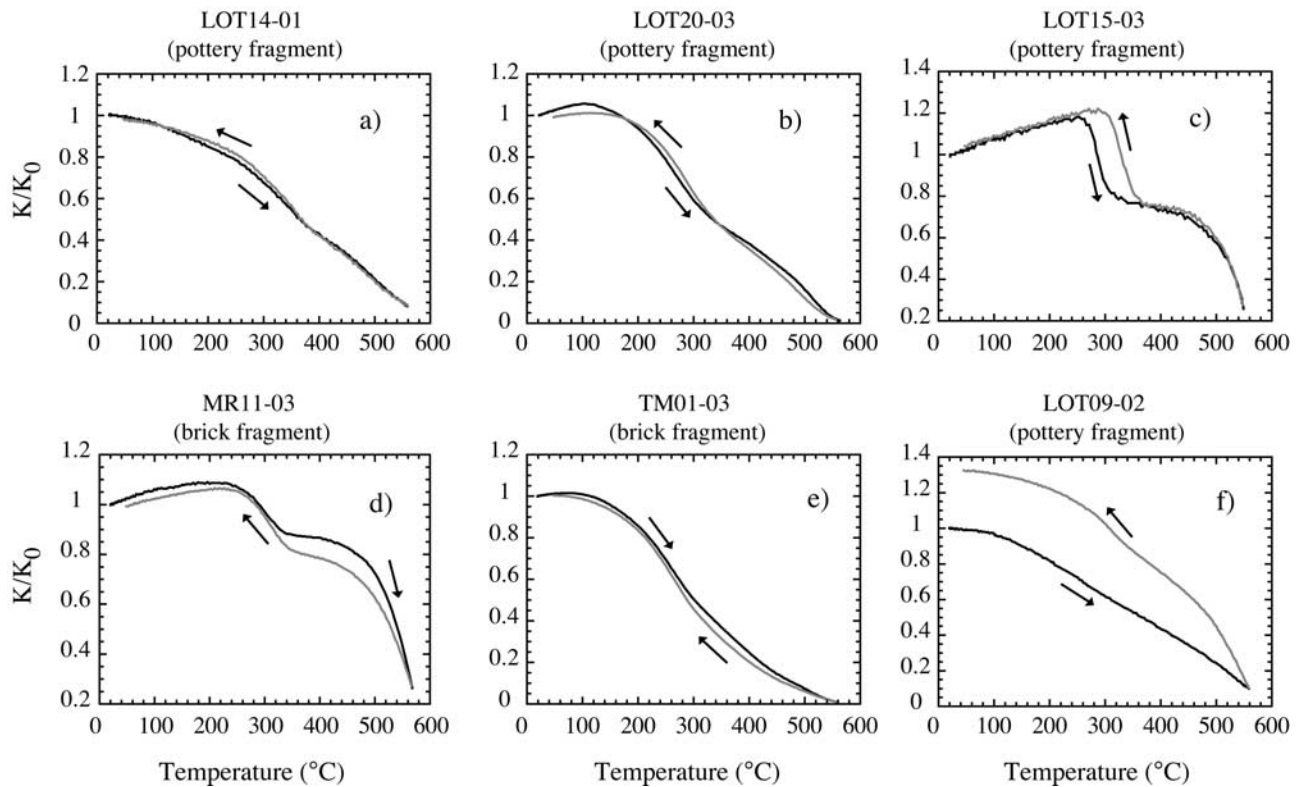 LOT14-01
(pottery fragment)
LOT20-03
(pottery fragment)
LOT15-03
(pottery fragment)
K/K0
1.2
1
0.8
0.6
0.4
0.2
0
a)
0 100 200 300 400 500 600
1.2
1
0.8
0.6
0.4
0.2
0
b)
0 100 200 300 400 500 600
1.4
1.2
1
0.8
0.6
0.4
0.2
c)
0 100 200 300 400 500 600
MR11-03
(brick fragment)
TM01-03
(brick fragment)
LOT09-02
(pottery fragment)
K/K0
1.2
1
0.8
0.6
0.4
0.2
d)
0 100 200 300 400 500 600
Temperature (°C)
1.2
1
0.8
0.6
0.4
0.2
0
e)
0 100 200 300 400 500 600
Temperature (°C)
1.4
1.2
1
0.8
0.6
0.4
0.2
0
f)
0 100 200 300 400 500 600
Temperature (°C)